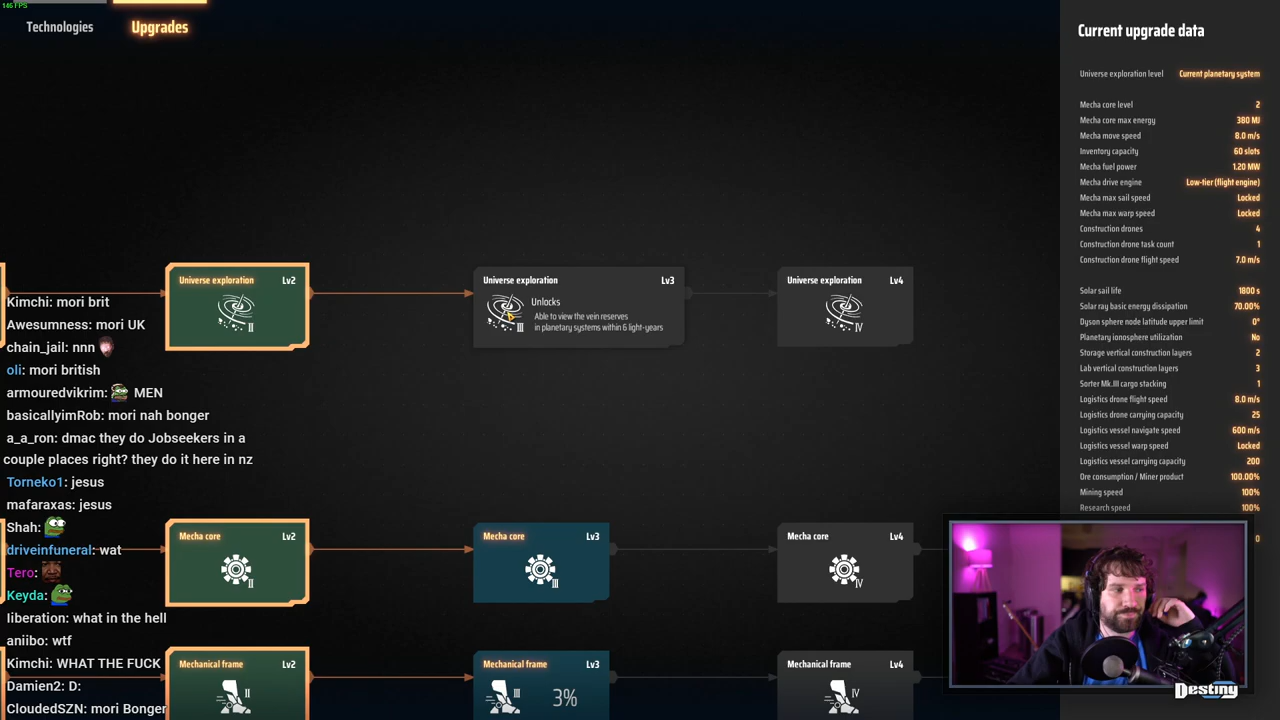 146 FPS
Technologies
Upgrades
Universe exploration Lv2
II
Universe exploration Lv3
Unlocks
Able to view the vein reserves
in planetary systems within 6 light-years
III
Universe exploration Lv4
IV
Mecha core Lv2
II
Mecha core Lv3
III
Mecha core Lv4
IV
Mechanical frame Lv2
II
Mechanical frame Lv3
III 3%
Mechanical frame Lv4
IV
Kimchi: mori brit
Awesumness: mori UK
chain_jail: nnn
oli: mori british
armouredvikrim: MEN
basicallyimRob: mori nah bonger
a_a_ron: dmac they do Jobseekers in a
couple places right? they do it here in nz
Torneko1: jesus
mafaraxas: jesus
Shah:
driveinfuneral: wat
Tero:
Keyda:
liberation: what in the hell
aniibo: wtf
Kimchi: WHAT THE FUCK
Damien2: D:
CloudedSZN: mori Bonger
Current upgrade data
Universe exploration level Current planetary system
Mecha core level 2
Mecha core max energy 380 MJ
Mecha move speed 8.0 m/s
Inventory capacity 60 slots
Mecha fuel power 1.20 MW
Mecha drive engine Low-tier (flight engine)
Mecha max sail speed Locked
Mecha max warp speed Locked
Construction drones 4
Construction drone task count 1
Construction drone flight speed 7.0 m/s
Solar sail life 1800 s
Solar ray basic energy dissipation 70.00%
Dyson sphere node latitude upper limit 0°
Planetary ionosphere utilization No
Storage vertical construction layers 2
Lab vertical construction layers 3
Sorter Mk.III cargo stacking 1
Logistics drone flight speed 8.0 m/s
Logistics drone carrying capacity 25
Logistics vessel navigate speed 600 m/s
Logistics vessel warp speed Locked
Logistics vessel carrying capacity 200
Ore consumption / Miner product 100.00%
Mining speed 100%
Research speed 100%
0
Destiny